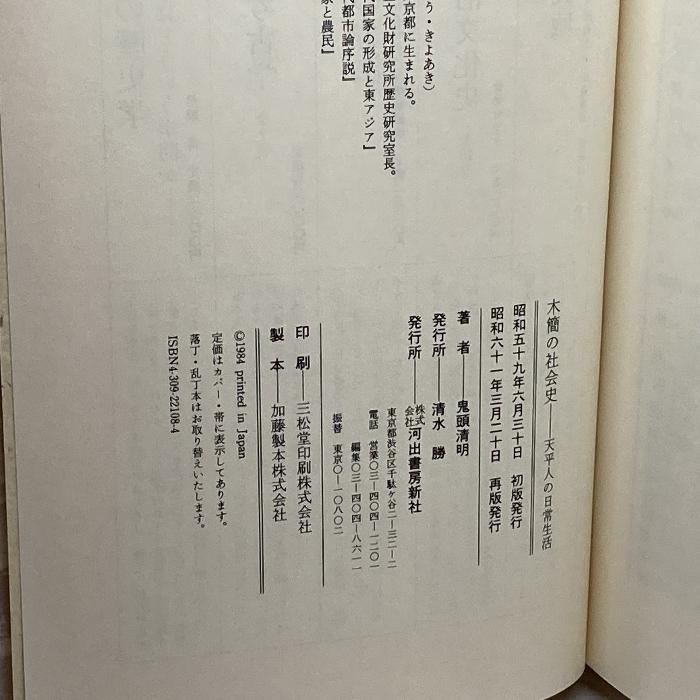 う・きよあき）
京都に生まれる。
文化財研究所歴史研究室長。
国家の形成と東アジア』
都市論序説』
家と農民』
木簡の社会史――天平人の日常生活
昭和五十九年六月三十日　初版発行
昭和六十一年三月二十日　再版発行
著　者――鬼頭清明
発行所――清水　勝
発行所――株式会社河出書房新社
東京都渋谷区千駄ケ谷二―三二―二
電話　営業〇三―四〇四―一二〇一
編集〇三―四〇四―八六一一
振替　東京〇―一〇八〇二
印　刷――三松堂印刷株式会社
製　本――加藤製本株式会社
©1984 printed in Japan
定価はカバー・帯に表示してあります。
落丁・乱丁本はお取り替えいたします。
ISBN4-309-22108-4